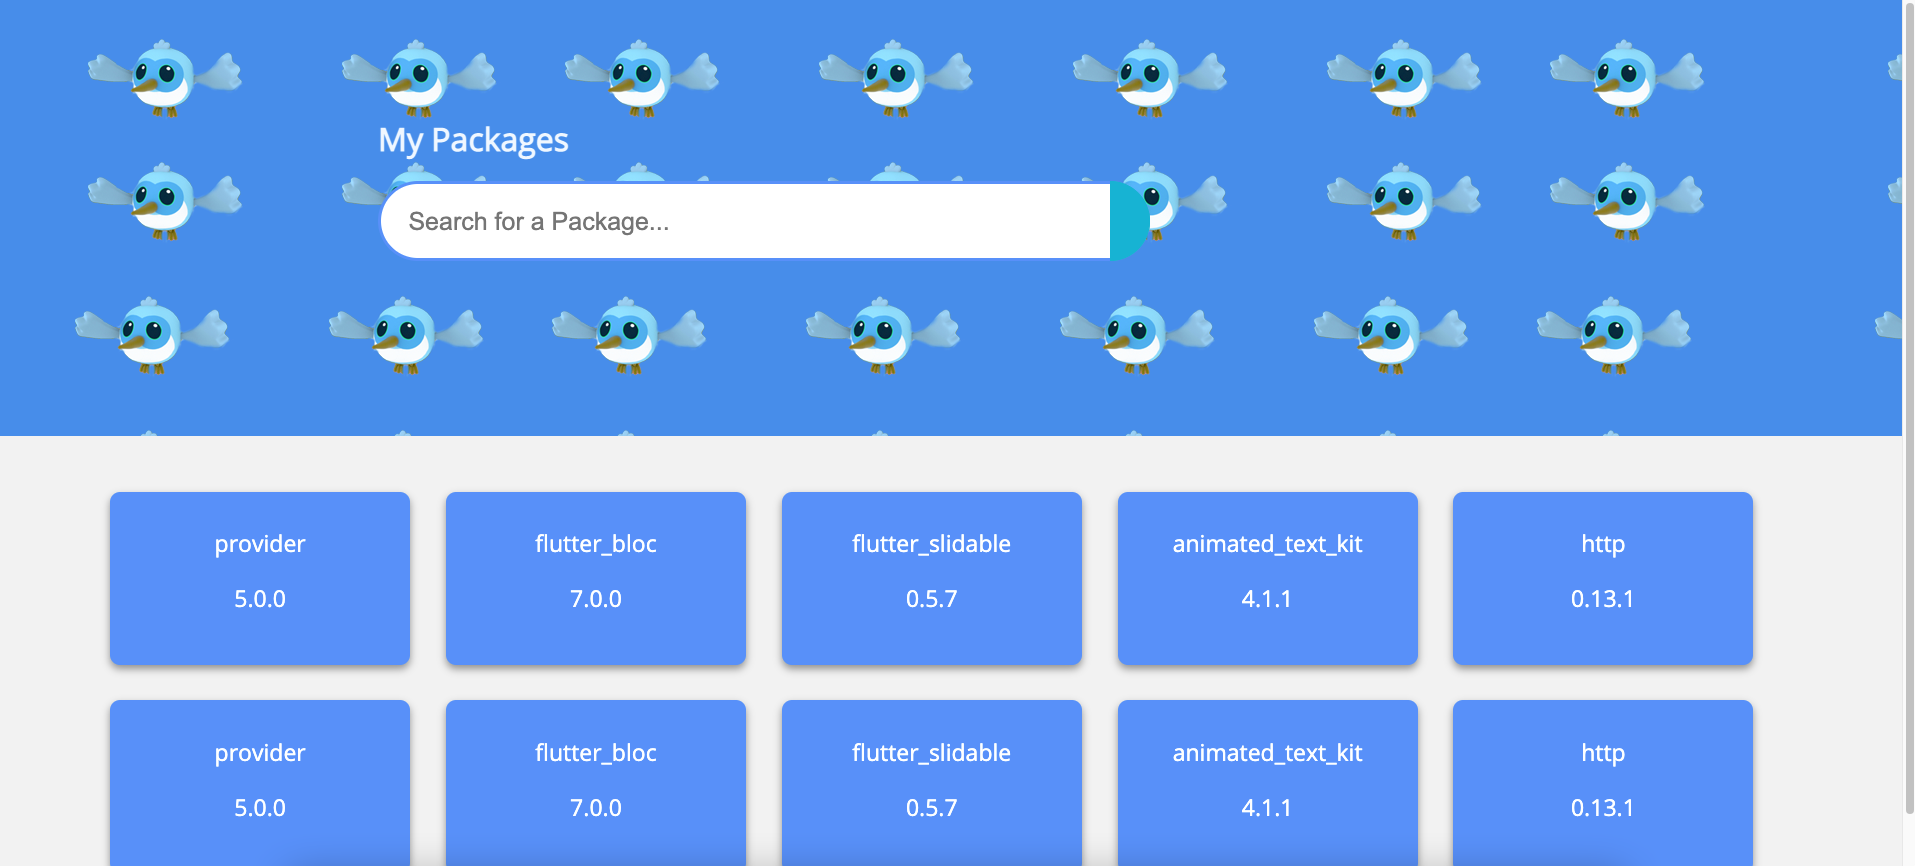 My Packages
Search for a Package...
provider
5.0.0
flutter_bloc
7.0.0
flutter_slidable
0.5.7
animated_text_kit
4.1.1
http
0.13.1
provider
5.0.0
flutter_bloc
7.0.0
flutter_slidable
0.5.7
animated_text_kit
4.1.1
http
0.13.1